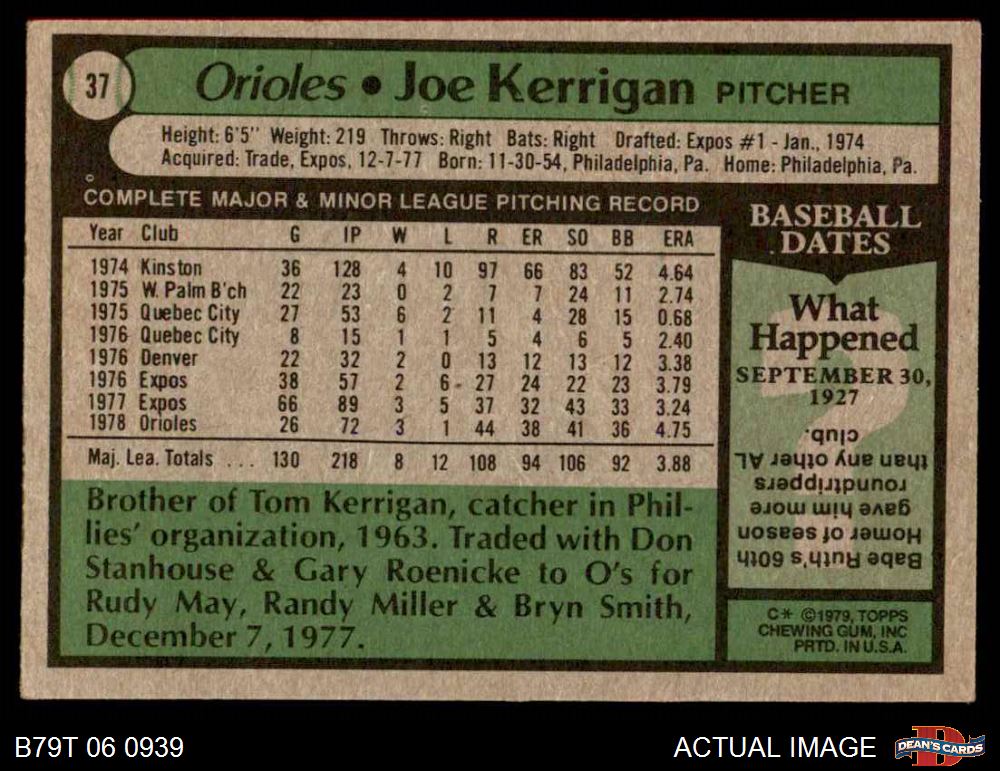 37
Orioles • Joe Kerrigan PITCHER
Height: 6'5" Weight: 219 Throws: Right Bats: Right Drafted: Expos #1 - Jan., 1974
Acquired: Trade, Expos, 12-7-77 Born: 11-30-54, Philadelphia, Pa. Home: Philadelphia, Pa.
COMPLETE MAJOR & MINOR LEAGUE PITCHING RECORD
Year Club G IP W L R ER SO BB ERA
1974 Kinston 36 128 4 10 97 66 83 52 4.64
1975 W. Palm B'ch 22 23 0 2 7 7 24 11 2.74
1975 Quebec City 27 53 6 2 11 4 28 15 0.68
1976 Quebec City 8 15 1 1 5 4 6 5 2.40
1976 Denver 22 32 2 0 13 12 13 12 3.38
1976 Expos 38 57 2 6 27 24 22 23 3.79
1977 Expos 66 89 3 5 37 32 43 33 3.24
1978 Orioles 26 72 3 1 44 38 41 36 4.75
Maj. Lea. Totals ... 130 218 8 12 108 94 106 92 3.88
Brother of Tom Kerrigan, catcher in Phil-
lies' organization, 1963. Traded with Don
Stanhouse & Gary Roenicke to O's for
Rudy May, Randy Miller & Bryn Smith,
December 7, 1977.
BASEBALL
DATES
What
Happened
SEPTEMBER 30,
1927
Babe Ruth's 60th
Homer of season
gave him more
roundtrippers
than any other AL
club.
C* ©1979, TOPPS
CHEWING GUM, INC
PRTD. IN U.S.A.
B79T 06 0939
ACTUAL IMAGE
D
DEAN'S CARDS